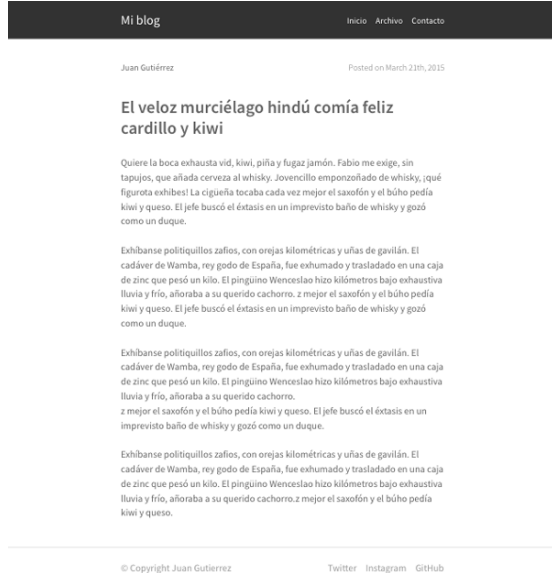 Mi blog
Inicio Archivo Contacto
Juan Gutiérrez
Posted on March 21th, 2015
El veloz murciélago hindú comía feliz
cardillo y kiwi
Quiere la boca exhausta vid, kiwi, piña y fugaz jamón. Fabio me exige, sin
tapujos, que añada cerveza al whisky. Jovencillo emponzoñado de whisky, ¡qué
figurota exhibes! La cigüeña tocaba cada vez mejor el saxofón y el búho pedía
kiwi y queso. El jefe buscó el éxtasis en un imprevisto baño de whisky y gozó
como un duque.
Exhíbanse politiquillos zafios, con orejas kilométricas y uñas de gavilán. El
cadáver de Wamba, rey godo de España, fue exhumado y trasladado en una caja
de zinc que pesó un kilo. El pingüino Wenceslao hizo kilómetros bajo exhaustiva
lluvia y frío, añoraba a su querido cachorro. z mejor el saxofón y el búho pedía
kiwi y queso. El jefe buscó el éxtasis en un imprevisto baño de whisky y gozó
como un duque.
Exhíbanse politiquillos zafios, con orejas kilométricas y uñas de gavilán. El
cadáver de Wamba, rey godo de España, fue exhumado y trasladado en una caja
de zinc que pesó un kilo. El pingüino Wenceslao hizo kilómetros bajo exhaustiva
lluvia y frío, añoraba a su querido cachorro.
z mejor el saxofón y el búho pedía kiwi y queso. El jefe buscó el éxtasis en un
imprevisto baño de whisky y gozó como un duque.
Exhíbanse politiquillos zafios, con orejas kilométricas y uñas de gavilán. El
cadáver de Wamba, rey godo de España, fue exhumado y trasladado en una caja
de zinc que pesó un kilo. El pingüino Wenceslao hizo kilómetros bajo exhaustiva
lluvia y frío, añoraba a su querido cachorro.z mejor el saxofón y el búho pedía
kiwi y queso.
© Copyright Juan Gutierrez
Twitter Instagram GitHub